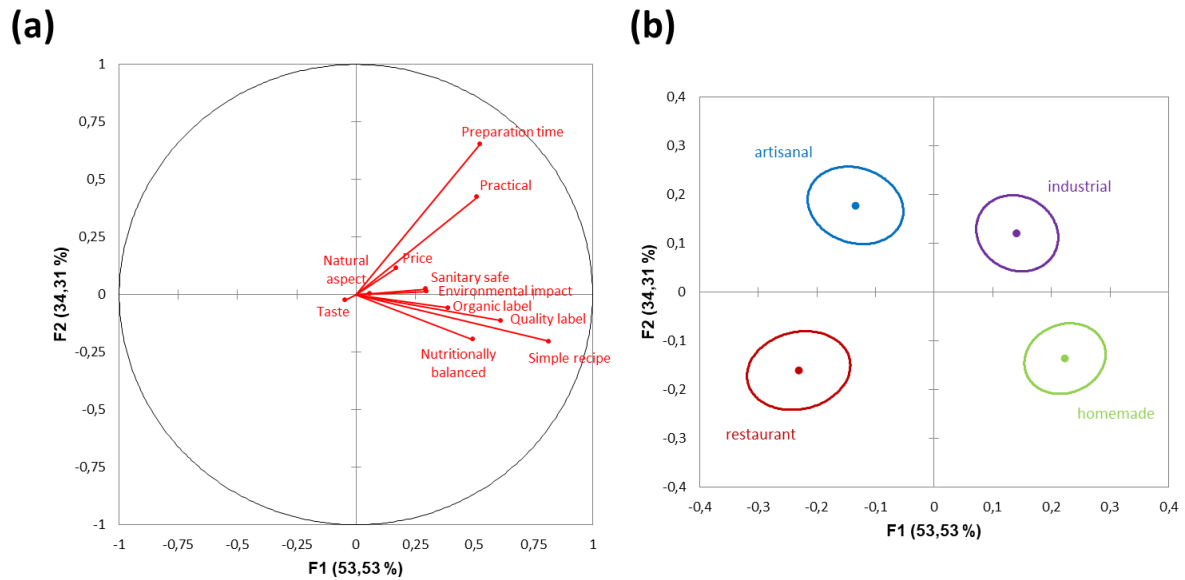 (a)
1
0,75
0,5
0,25
0
-0,25
-0,5
-0,75
-1
F2 (34,31 %)
Preparation time
Practical
Price
Natural
aspect
Sanitary safe
Environmental impact
Organic label
Quality label
Simple recipe
Nutritionally
balanced
Taste
-1
-0,75
-0,5
-0,25
0
0,25
0,5
0,75
1
F1 (53,53 %)
(b)
0,4
0,3
0,2
0,1
0
-0,1
-0,2
-0,3
-0,4
F2 (34,31 %)
artisanal
industrial
restaurant
homemade
-0,4
-0,3
-0,2
-0,1
0
0,1
0,2
0,3
0,4
F1 (53,53 %)